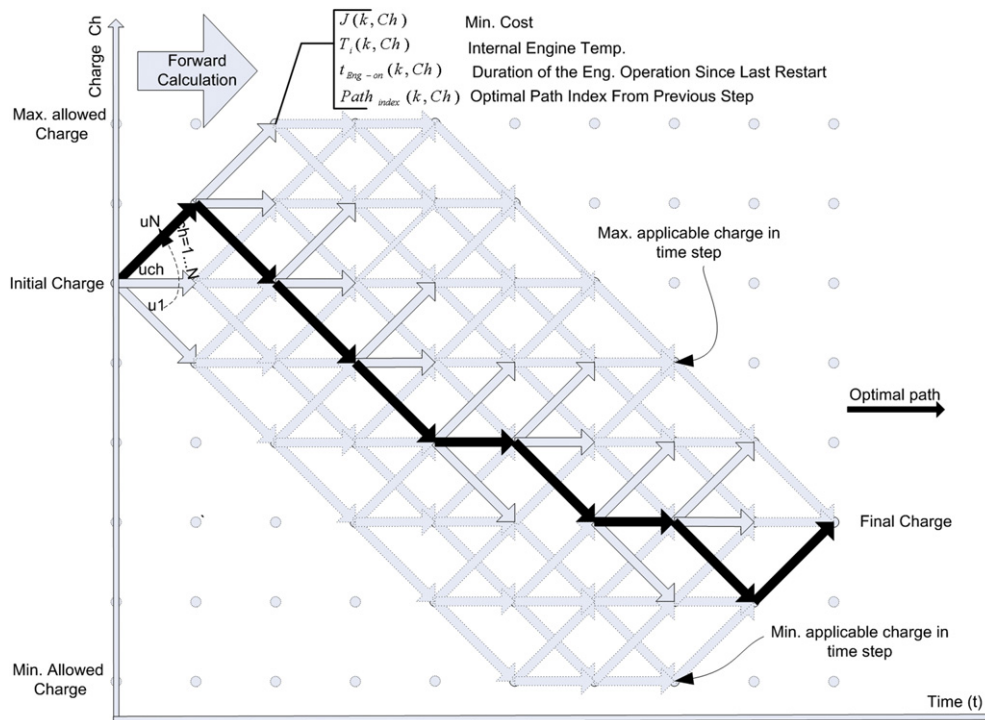 Charge Ch
Forward
Calculation
J(k,Ch) Min. Cost
T_i(k,Ch) Internal Engine Temp.
t_Eng-on(k,Ch) Duration of the Eng. Operation Since Last Restart
Path_index(k,Ch) Optimal Path Index From Previous Step
Max. allowed
Charge
uN
ch=1...N
uch
u1
Initial Charge
Max. applicable charge in
time step
Optimal path
Final Charge
Min. applicable charge in
time step
Min. Allowed
Charge
Time (t)